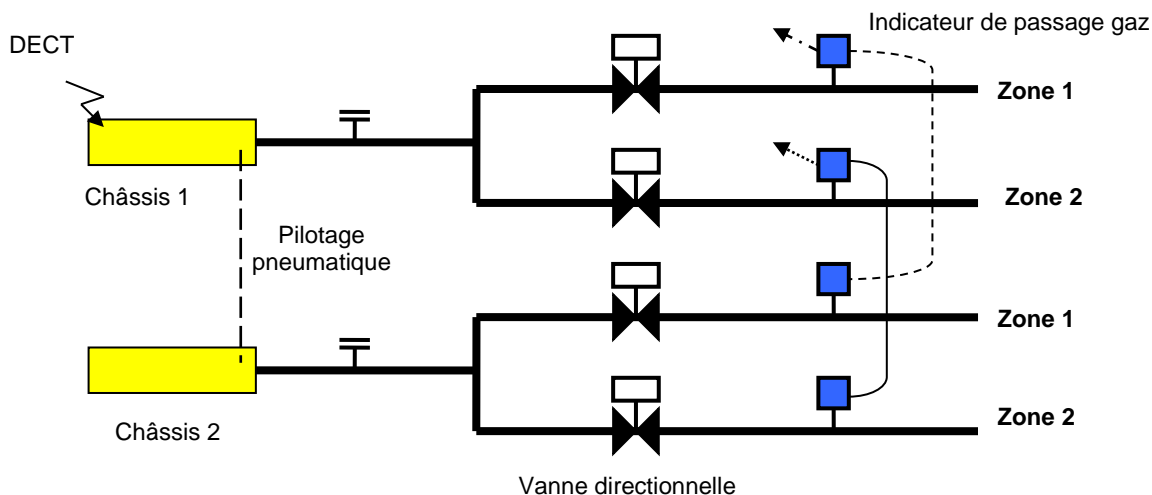 Indicateur de passage gaz
DECT
Zone 1
Châssis 1
Zone 2
Pilotage
pneumatique
Zone 1
Châssis 2
Zone 2
Vanne directionnelle